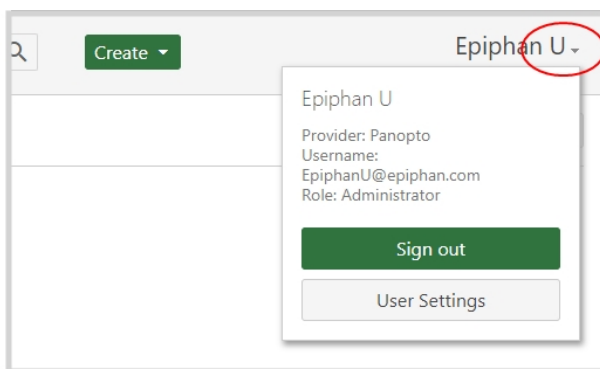 Create
Epiphan U
Epiphan U
Provider: Panopto
Username:
EpiphanU@epiphan.com
Role: Administrator
Sign out
User Settings